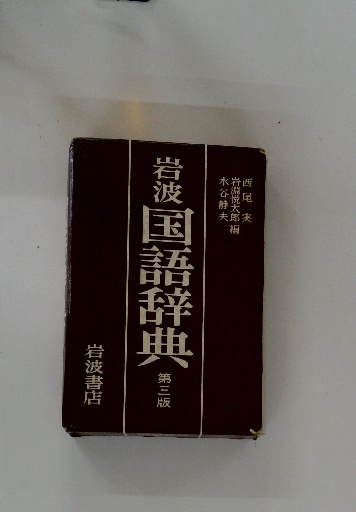 西尾実
岩淵悦太郎 編
水谷静夫
岩波 国語辞典 第三版
岩波書店